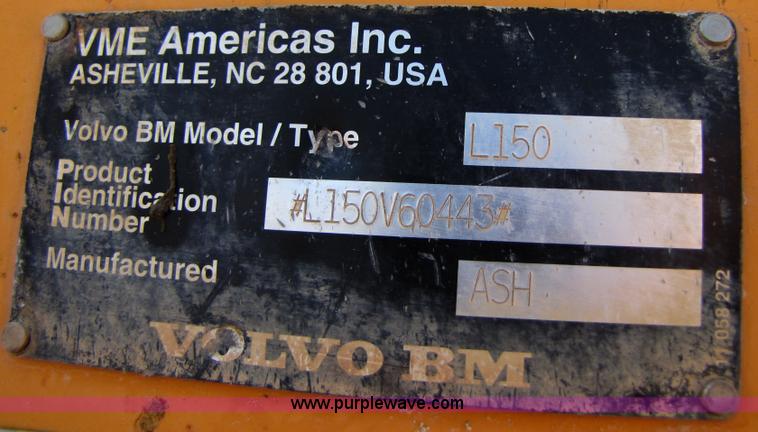 VME Americas Inc.
ASHEVILLE, NC 28 801, USA
Volvo BM Model / Type L150
Product
Identification
Number #L150V60443#
Manufactured ASH
VOLVO BM
11 058 272
www.purplewave.com